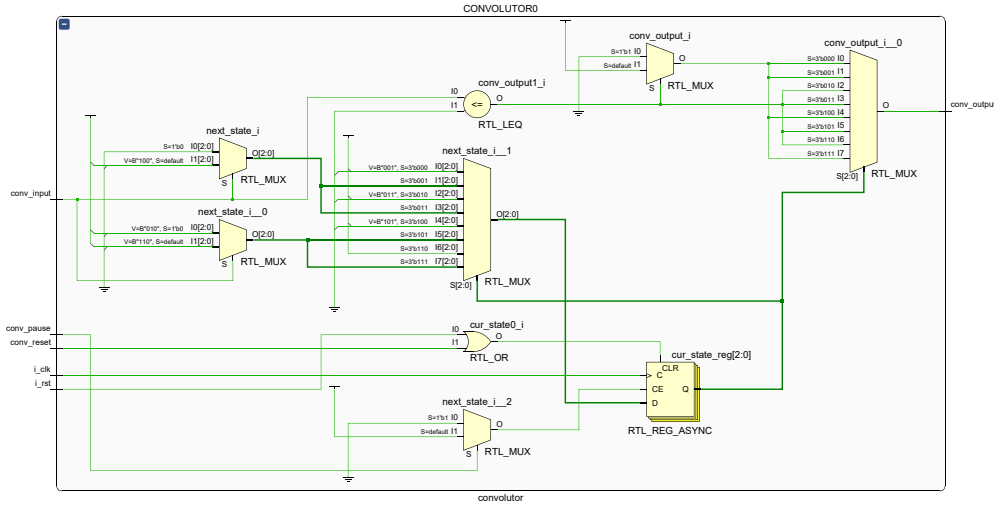 CONVOLUTOR0
conv_output_i
S=1'b1 I0
S=default I1
O
S
RTL_MUX
conv_output_i__0
S=3'b000 I0
S=3'b001 I1
S=3'b010 I2
S=3'b011 I3
S=3'b100 I4
S=3'b101 I5
S=3'b110 I6
S=3'b111 I7
O
S[2:0]
RTL_MUX
conv_outpu
conv_output1_i
I0
I1
<=
O
RTL_LEQ
next_state_i
S=1'b0 I0[2:0]
V=B"100", S=default I1[2:0]
O[2:0]
S
RTL_MUX
next_state_i__1
V=B"001", S=3'b000 I0[2:0]
S=3'b001 I1[2:0]
V=B"011", S=3'b010 I2[2:0]
S=3'b011 I3[2:0]
V=B"101", S=3'b100 I4[2:0]
S=3'b101 I5[2:0]
S=3'b110 I6[2:0]
S=3'b111 I7[2:0]
O[2:0]
S[2:0]
RTL_MUX
conv_input
next_state_i__0
V=B"010", S=1'b0 I0[2:0]
V=B"110", S=default I1[2:0]
O[2:0]
S
RTL_MUX
conv_pause
conv_reset
i_clk
i_rst
cur_state0_i
I0
I1
O
RTL_OR
cur_state_reg[2:0]
CLR
C
CE
D
Q
RTL_REG_ASYNC
next_state_i__2
S=1'b1 I0
S=default I1
O
S
RTL_MUX
convolutor